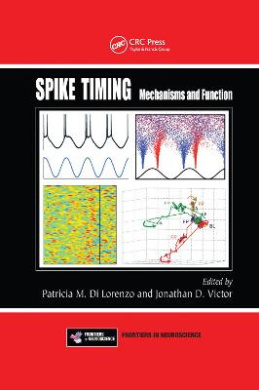 CRC Press
Taylor & Francis Group
SPIKE TIMING
Mechanisms and Function
Edited by
Patricia M. Di Lorenzo and Jonathan D. Victor
FRONTIERS IN NEUROSCIENCE